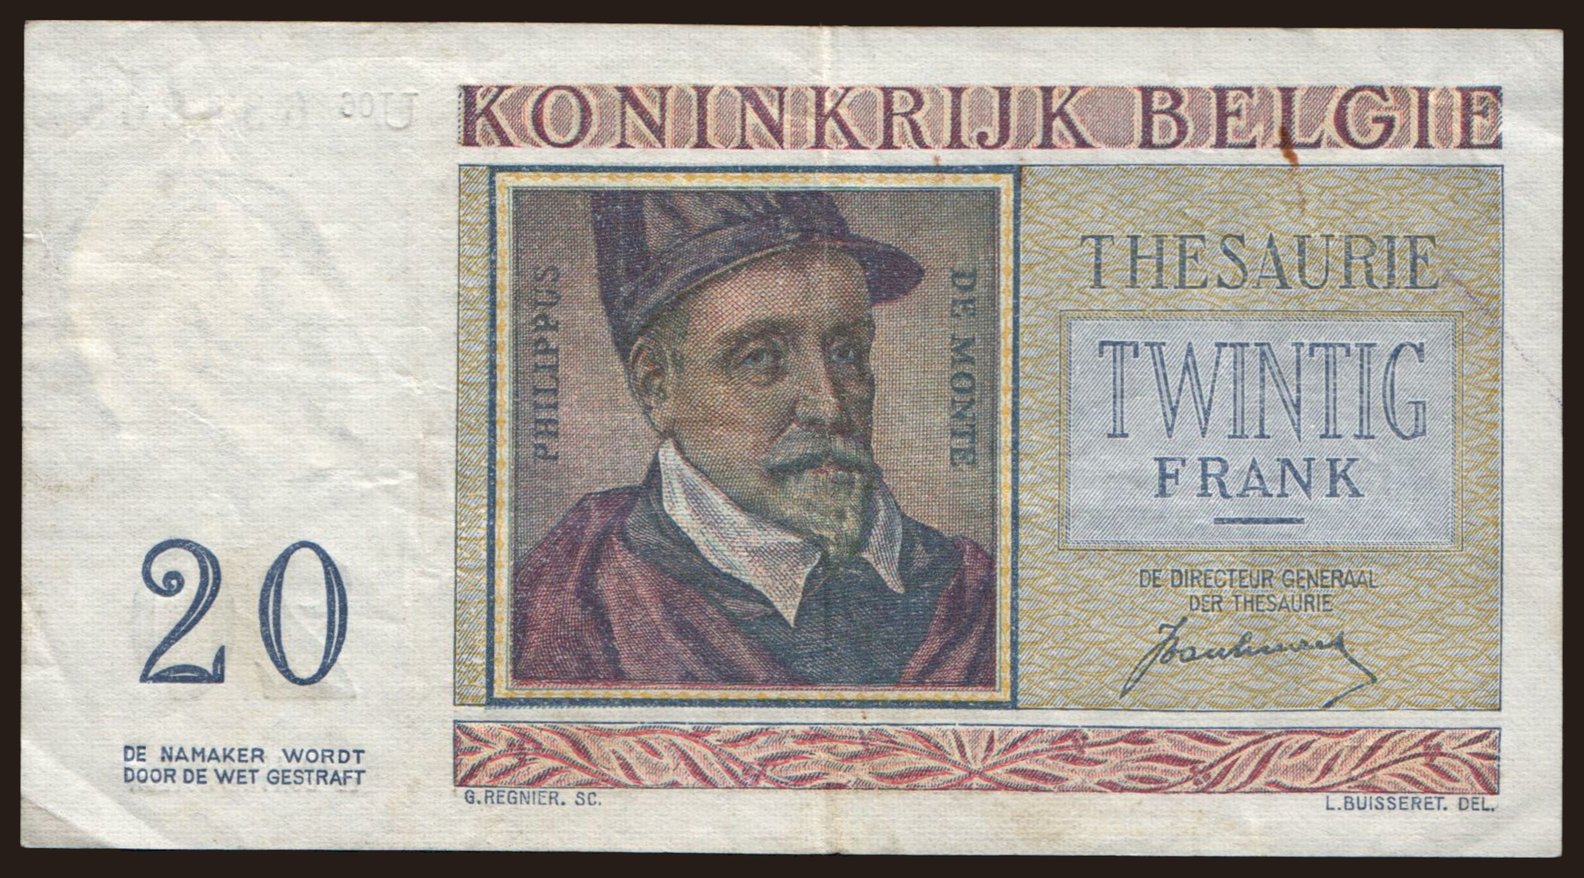 KONINKRIJK BELGIE
PHILIPPUS
DE MONTE
THESAURIE
TWINTIG
FRANK
DE DIRECTEUR GENERAAL
DER THESAURIE
20
DE NAMAKER WORDT
DOOR DE WET GESTRAFT
G.REGNIER. SC.
L.BUISSERET. DEL.